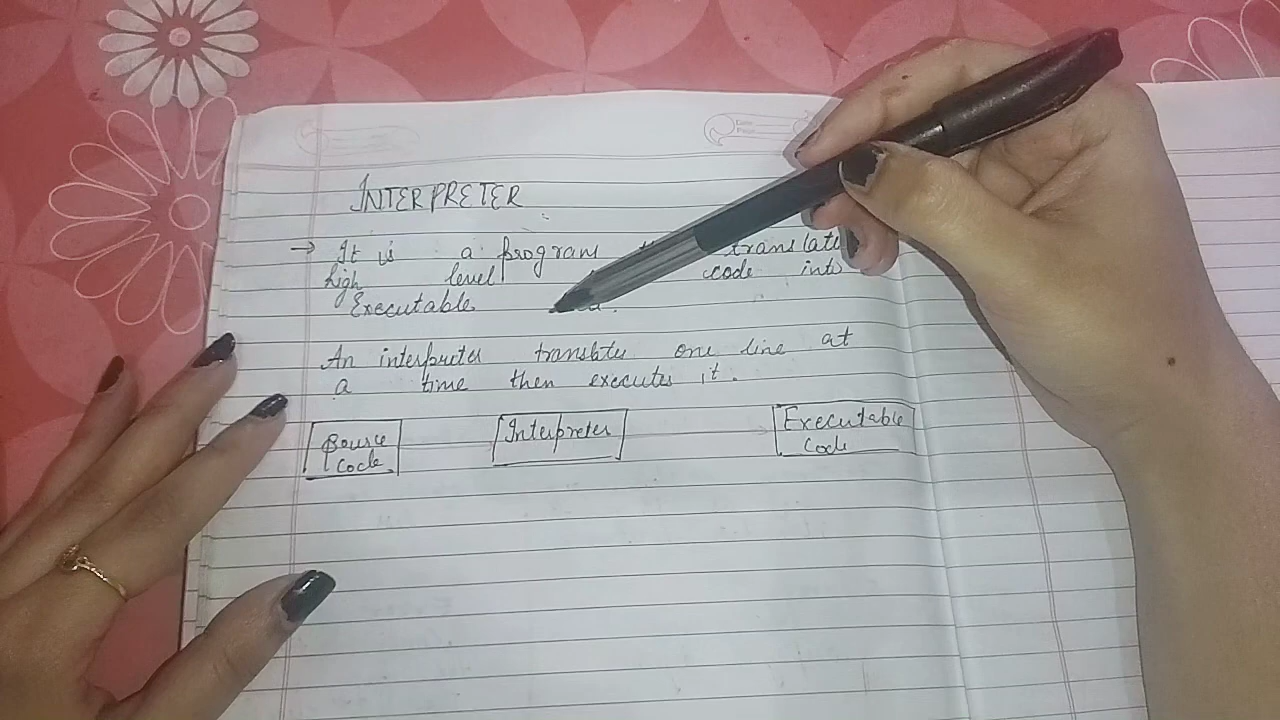 INTERPRETER
→ It is a program translate
high level code into
Executable
An interpreter translates one line at
a time then executes it.
Source
code.
Interpreter
Executable
code